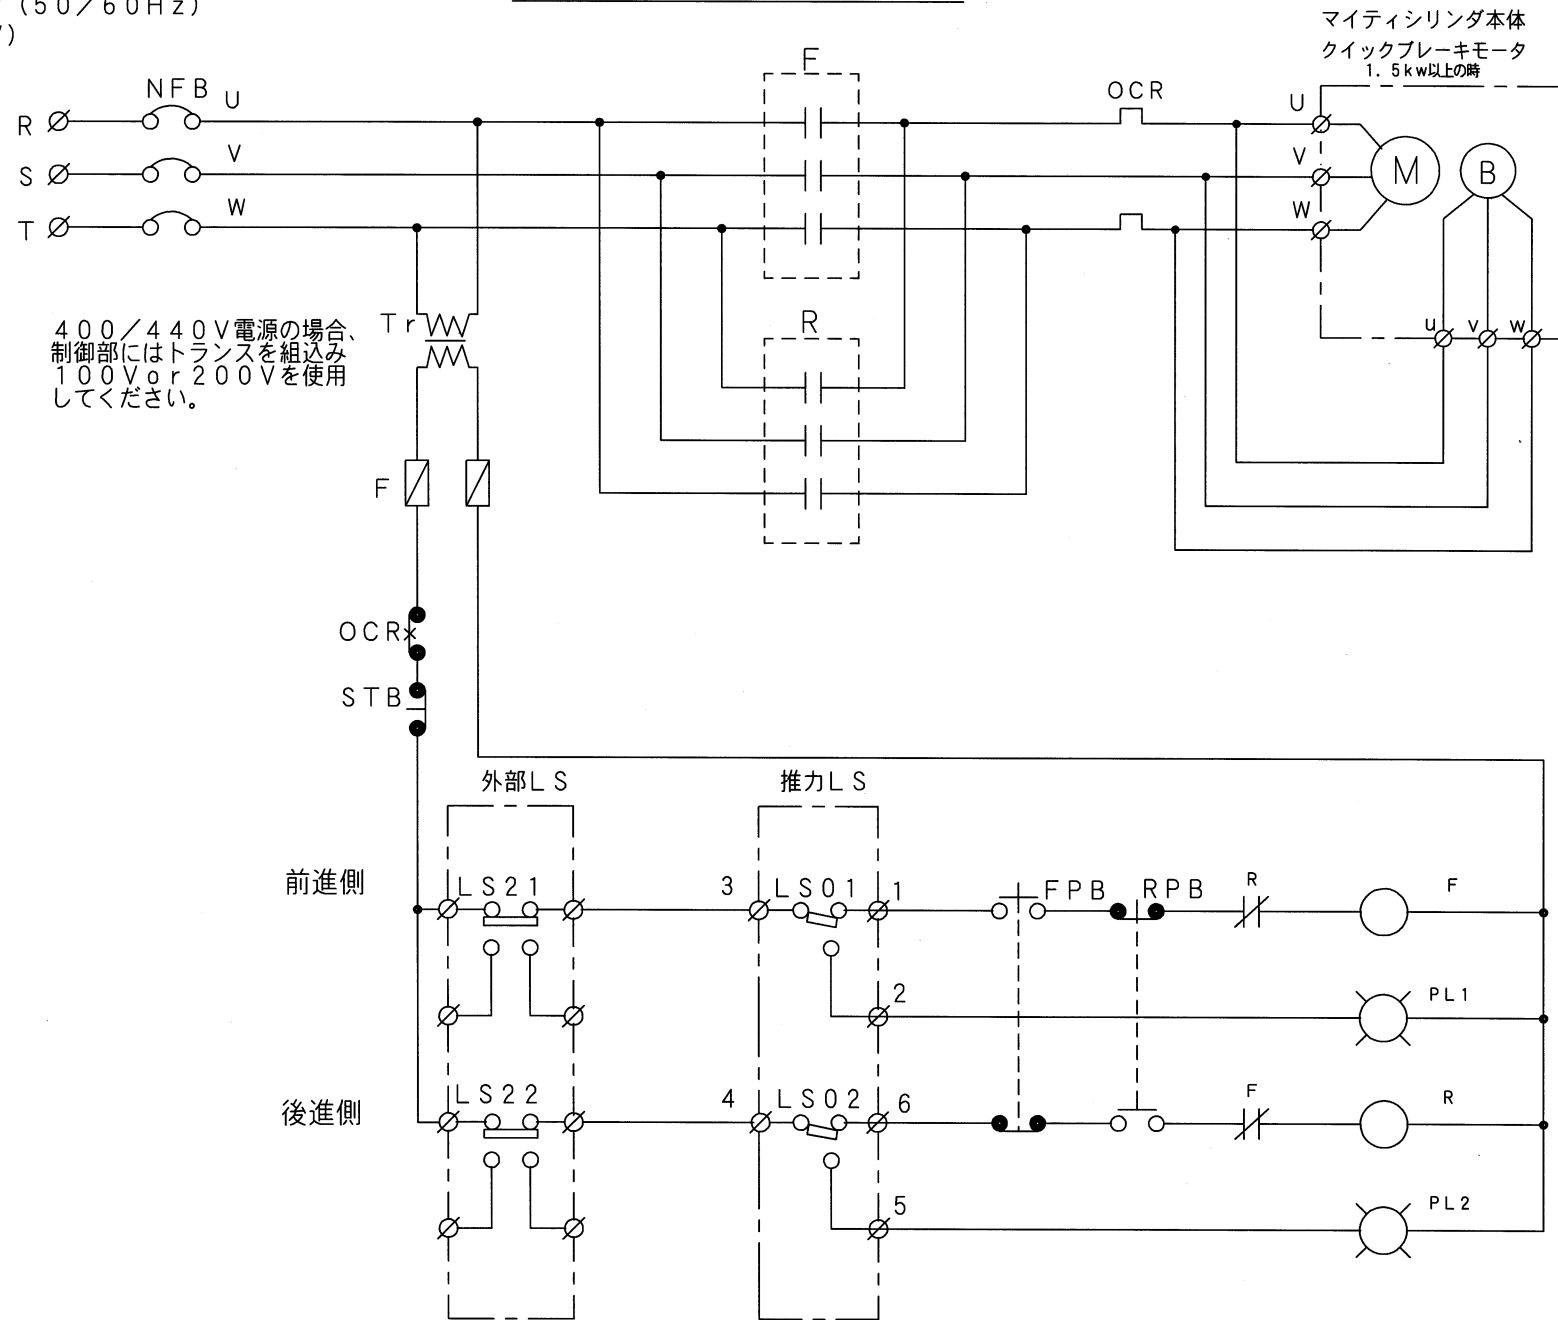 (50/60Hz)
)
マイティシリンダ本体
クイックブレーキモータ
1.5kw以上の時
F
NFB
U
OCR
U
R
V
V
M
B
S
W
W
T
Tr
R
u
v
w
400/440V電源の場合、
制御部にはトランスを組込み
100Vor200Vを使用
してください。
F
OCR
STB
外部LS
推力LS
前進側
LS21
3
LS01
1
FPB
RPB
R
F
2
PL1
後進側
LS22
4
LS02
6
F
R
5
PL2